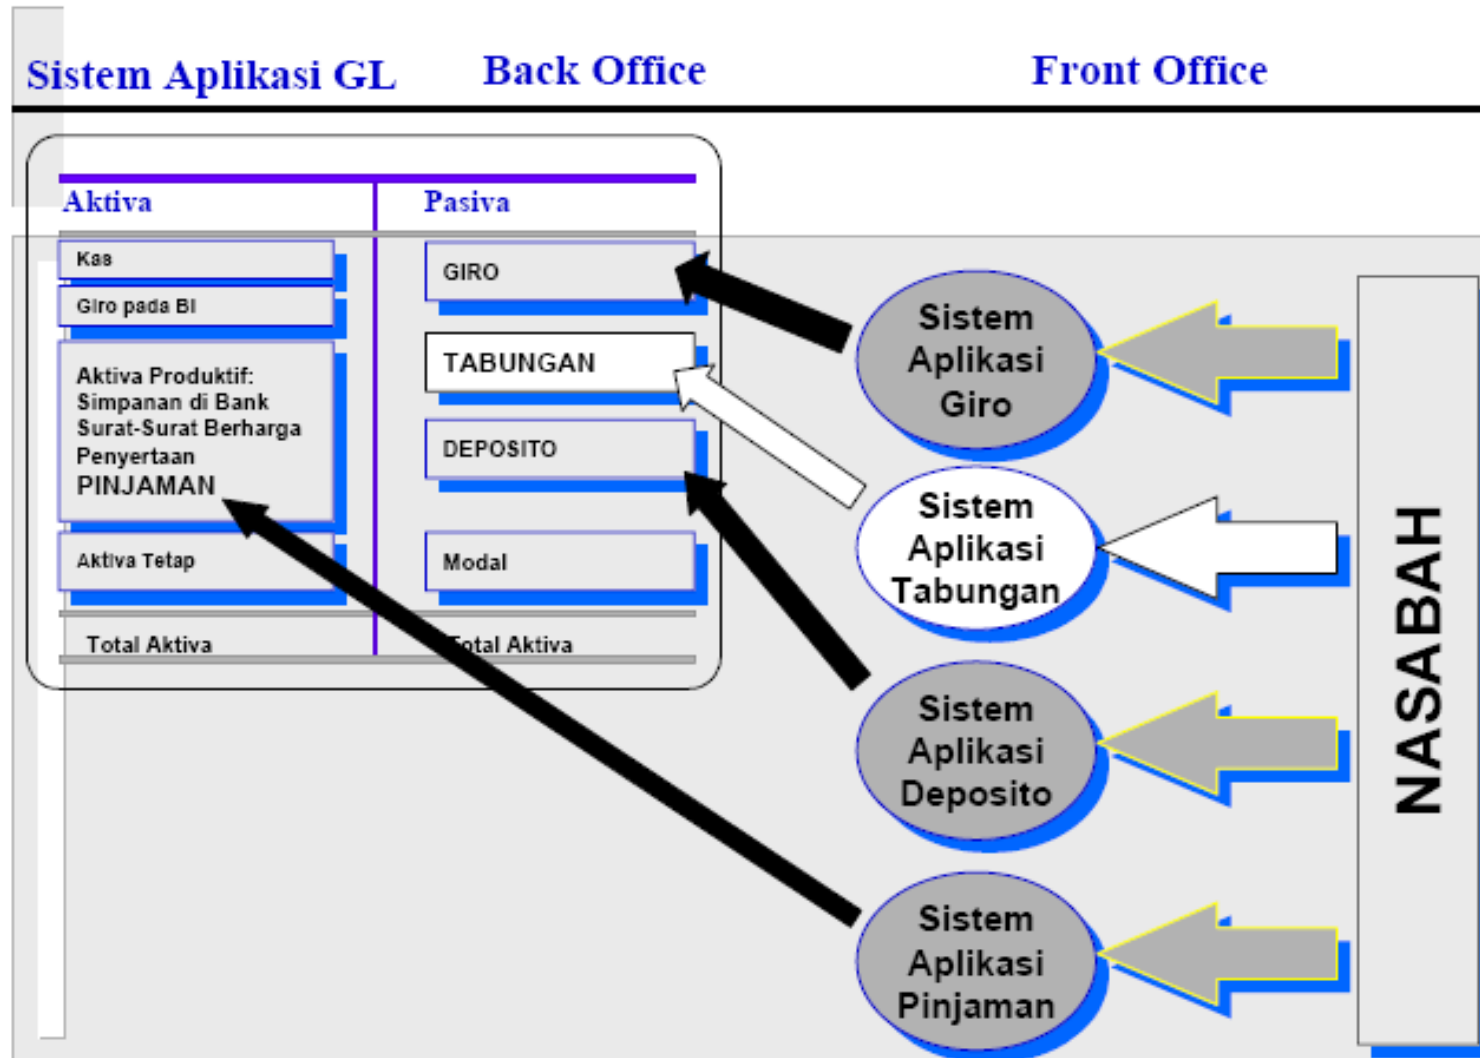 Sistem Aplikasi GL
Back Office
Front Office
Aktiva
Pasiva
Kas
Giro pada BI
Aktiva Produktif:
Simpanan di Bank
Surat-Surat Berharga
Penyertaan
PINJAMAN
Aktiva Tetap
Total Aktiva
GIRO
TABUNGAN
DEPOSITO
Modal
Total Aktiva
Sistem
Aplikasi
Giro
Sistem
Aplikasi
Tabungan
Sistem
Aplikasi
Deposito
Sistem
Aplikasi
Pinjaman
NASABAH